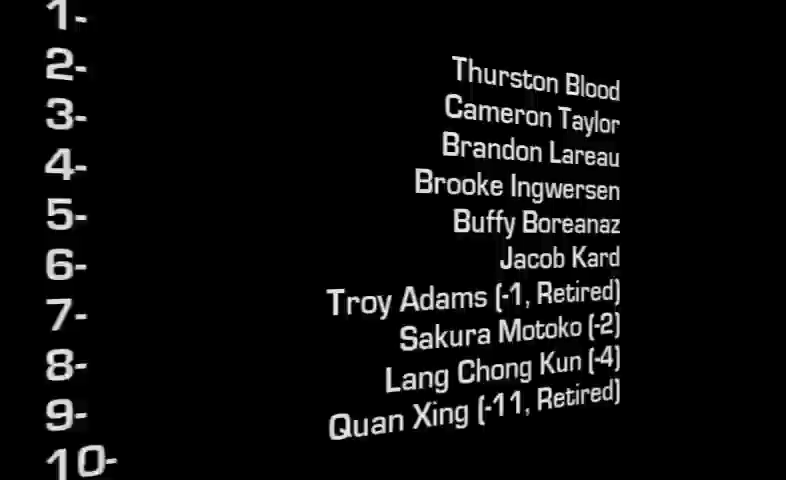 1-
2-
3-
4-
5-
6-
7-
8-
9-
10-
Thurston Blood
Cameron Taylor
Brandon Lareau
Brooke Ingwersen
Buffy Boreanaz
Jacob Kard
Troy Adams (-1, Retired)
Sakura Motoko (-2)
Lang Chong Kun (-4)
Quan Xing (-11, Retired)